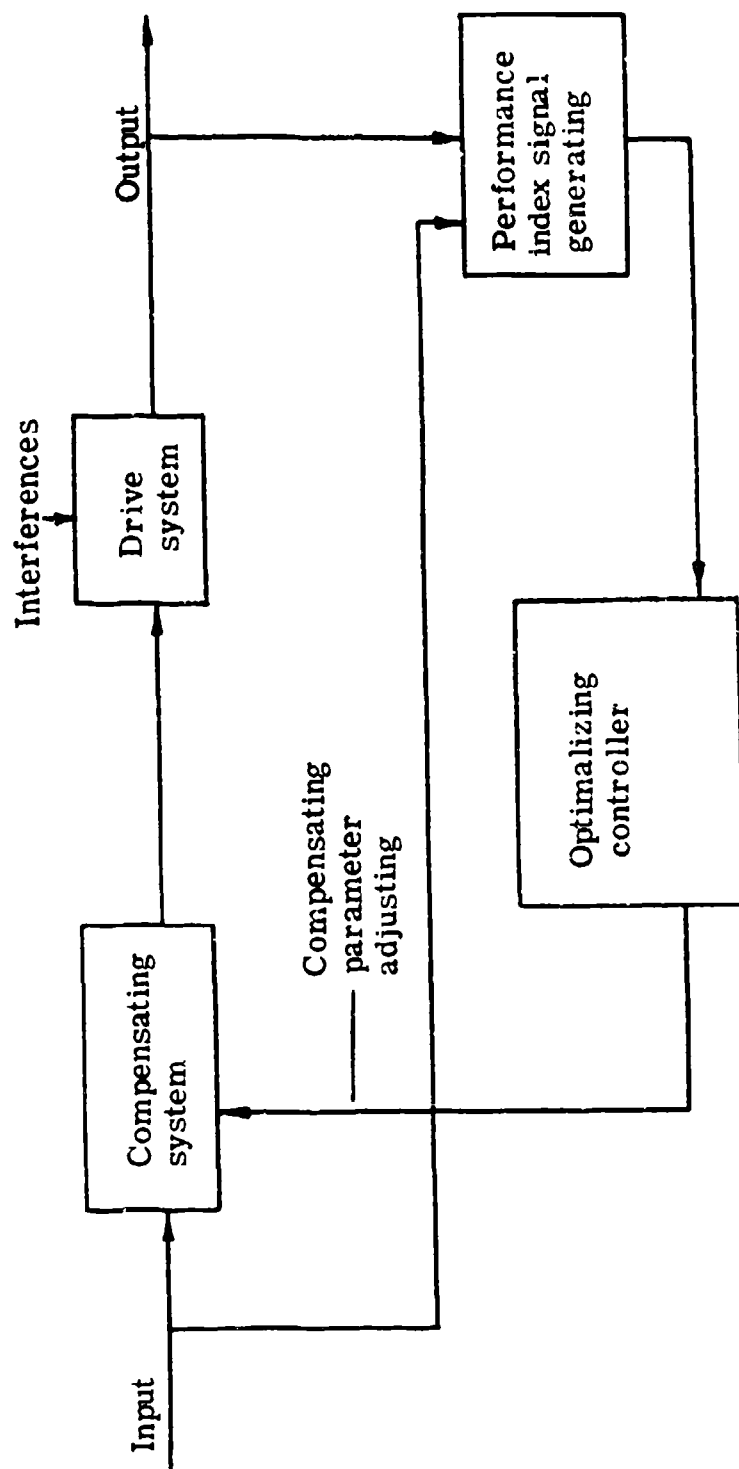 Input
Compensating
system
Interferences
Drive
system
Output
Compensating
parameter
adjusting
Performance
index signal
generating
Optimalizing
controller